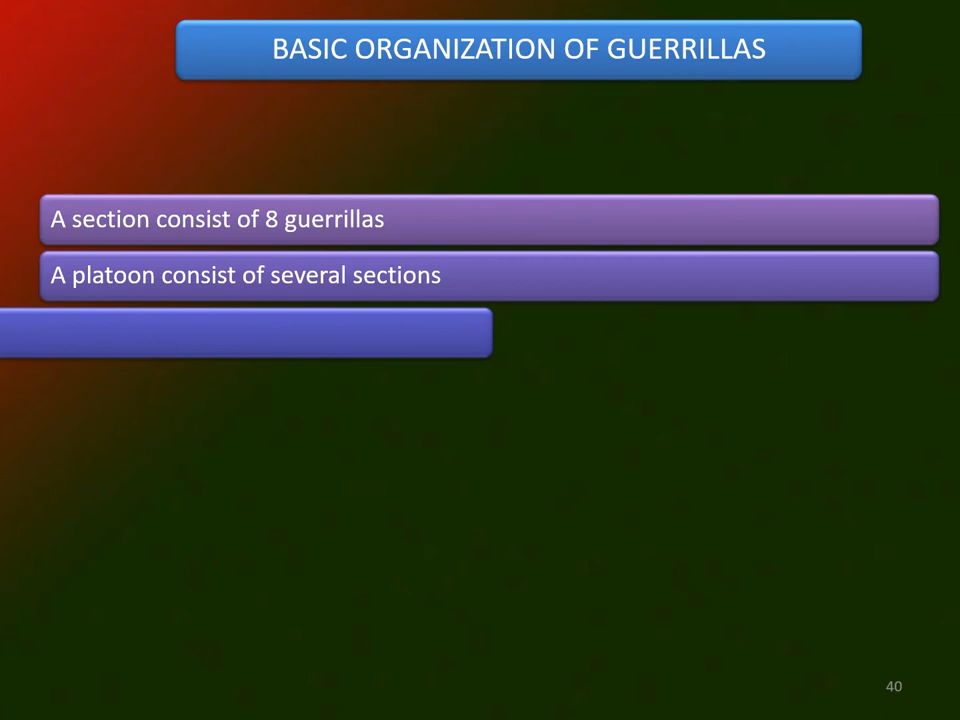 BASIC ORGANIZATION OF GUERRILLAS
A section consist of 8 guerrillas
A platoon consist of several sections
40